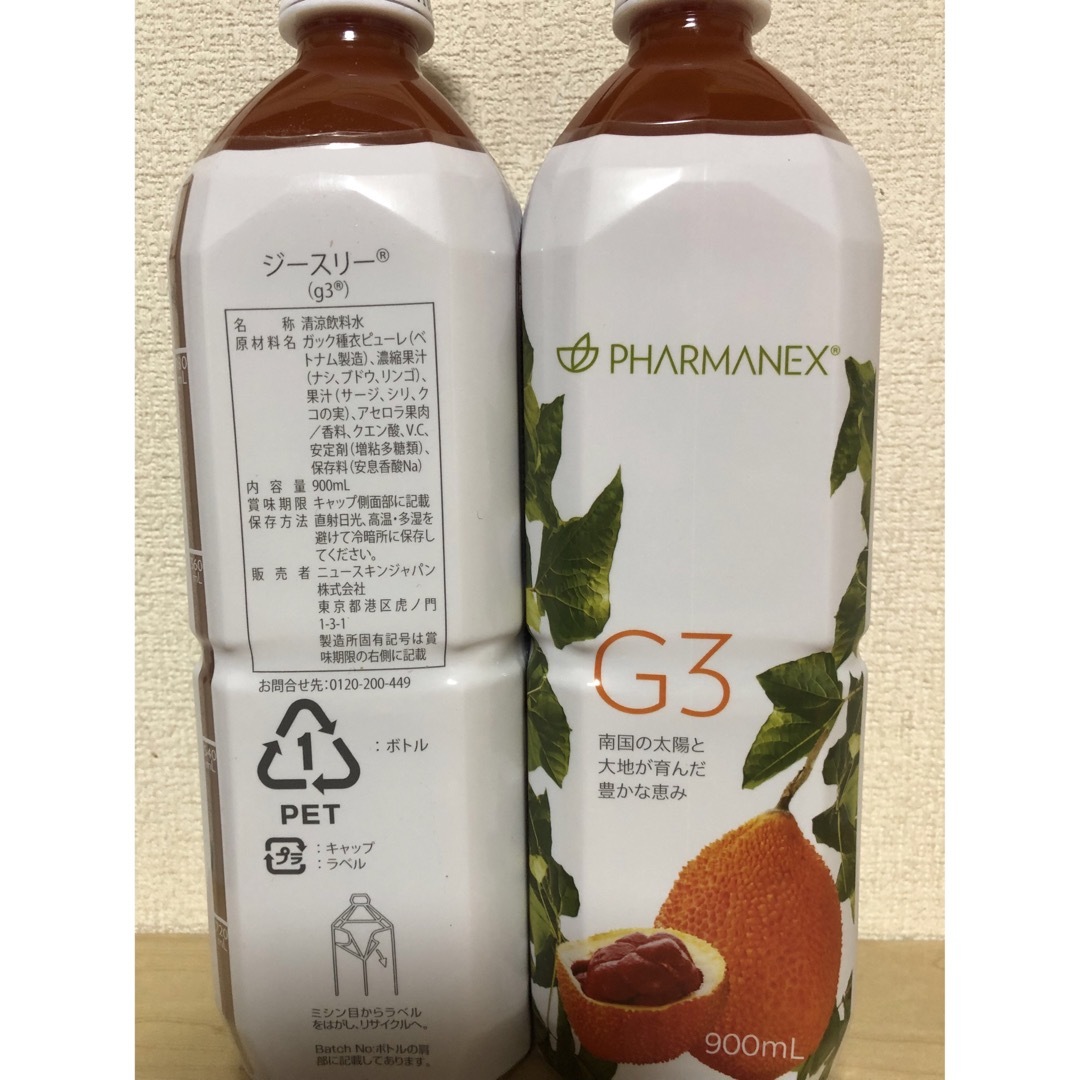 ジースリー®
(g3®)
名称 清涼飲料水
原材料名 ガック種衣ピューレ（ベ
トナム製造）、濃縮果汁
（ナシ、ブドウ、リンゴ）、
果汁（サージ、シリ、ク
コの実）、アセロラ果肉
／香料、クエン酸、V.C、
安定剤（増粘多糖類）、
保存料（安息香酸Na）
内容量 900mL
賞味期限 キャップ側面部に記載
保存方法 直射日光、高温・多湿を
避けて冷暗所に保存し
てください。
販売者 ニュースキンジャパン
株式会社
東京都港区虎ノ門
1-3-1
製造所固有記号は賞
味期限の右側に記載
お問合せ先：0120-200-449
1
：ボトル
PET
プラ
：キャップ
：ラベル
ミシン目からラベル
をはがし、リサイクルへ。
Batch No:ボトルの肩
部に記載してあります。
PHARMANEX®
G3
南国の太陽と
大地が育んだ
豊かな恵み
900mL